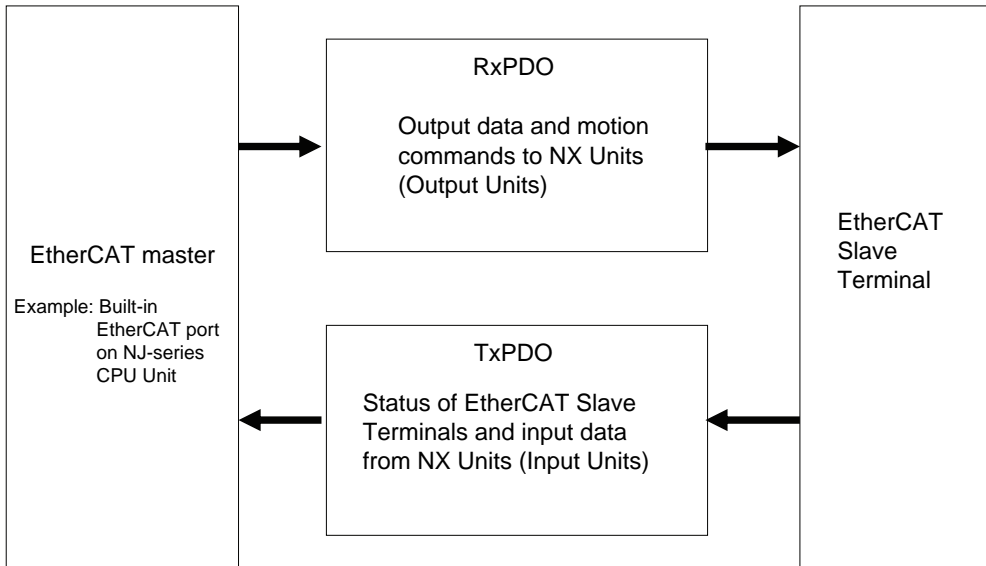 EtherCAT master
Example: Built-in
EtherCAT port
on NJ-series
CPU Unit
RxPDO
Output data and motion
commands to NX Units
(Output Units)
TxPDO
Status of EtherCAT Slave
Terminals and input data
from NX Units (Input Units)
EtherCAT
Slave
Terminal